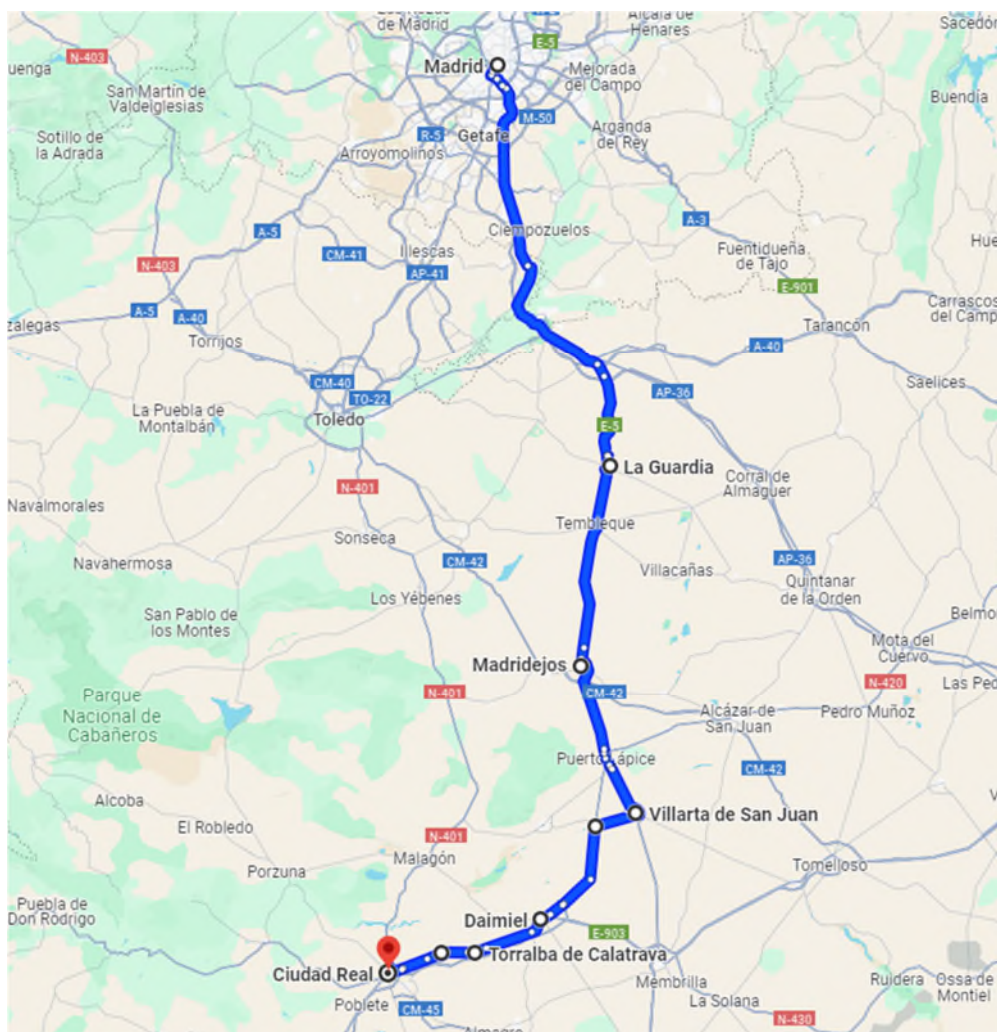 de Madrid
Alcalá de
Henares
Sacedón
N-403
E-5
Madrid
Mejorada
del Campo
San Martín de
Valdeiglesias
Buendía
M-50
R-5
Getafe
Arganda
del Rey
Sotillo de
la Adrada
Arroyomolinos
A-3
Ciempozuelos
A-5
CM-41
Illescas
Fuentidueña
de Tajo
N-403
AP-41
E-901
A-5
A-40
Carrascos
del Campo
Tarancón
Torrijos
A-40
CM-40
TO-22
AP-36
Saelices
La Puebla de
Montalbán
Toledo
E-5
La Guardia
Corral de
Almaguer
N-401
Navalmorales
Tembleque
Sonseca
Navahermosa
CM-42
Villacañas
AP-36
Quintanar
de la Orden
Los Yébenes
San Pablo de
los Montes
Mota del
Cuervo
Madridejos
N-401
CM-42
N-420
Parque
Nacional de
Cabañeros
Alcázar de
San Juan
Pedro Muñoz
Puerto Lápice
CM-42
Alcoba
Villarta de San Juan
El Robledo
N-401
Malagón
Tomelloso
Porzuna
Puebla de
Don Rodrigo
Daimiel
E-903
Torralba de Calatrava
Ciudad Real
Membrilla
Ruidera
Ossa de
Montiel
Poblete
La Solana
CM-45
N-430